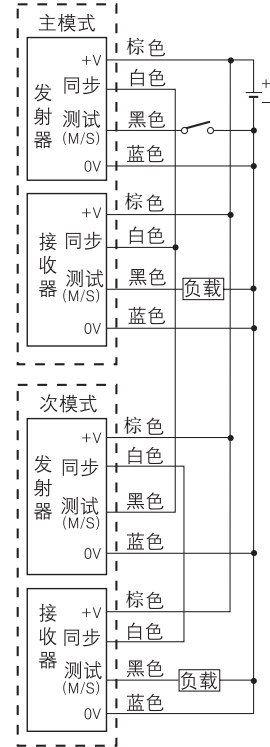 主模式
发射器
+V
棕色
同步
白色
测试
(M/S)
黑色
0V
蓝色
+
−
接收器
+V
棕色
同步
白色
测试
(M/S)
黑色
负载
0V
蓝色
次模式
发射器
+V
棕色
同步
白色
测试
(M/S)
黑色
0V
蓝色
接收器
+V
棕色
同步
白色
测试
(M/S)
黑色
负载
0V
蓝色